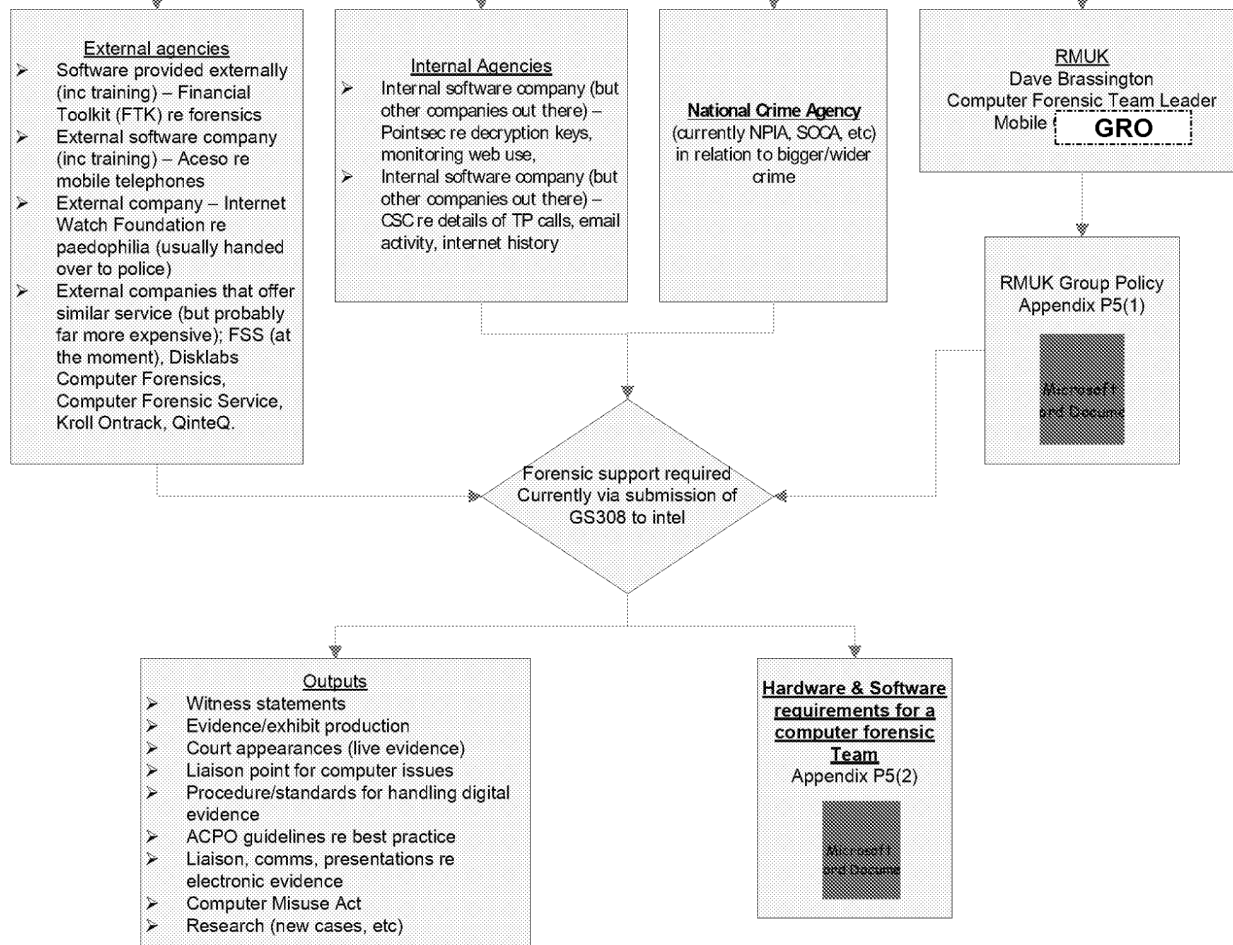 External agencies
➢ Software provided externally
(inc training) – Financial
Toolkit (FTK) re forensics
➢ External software company
(inc training) – Aceso re
mobile telephones
➢ External company – Internet
Watch Foundation re
paedophilia (usually handed
over to police)
➢ External companies that offer
similar service (but probably
far more expensive); FSS (at
the moment), Disklabs
Computer Forensics,
Computer Forensic Service,
Kroll Ontrack, QinteQ.
Internal Agencies
➢ Internal software company (but
other companies out there) –
Pointsec re decryption keys,
monitoring web use,
➢ Internal software company (but
other companies out there) –
CSC re details of TP calls, email
activity, internet history
National Crime Agency
(currently NPIA, SOCA, etc)
in relation to bigger/wider
crime
RMUK
Dave Brassington
Computer Forensic Team Leader
Mobile
GRO
RMUK Group Policy
Appendix P5(1)
Microsoft
ord Docume
Forensic support required
Currently via submission of
GS308 to intel
Outputs
➢ Witness statements
➢ Evidence/exhibit production
➢ Court appearances (live evidence)
➢ Liaison point for computer issues
➢ Procedure/standards for handling digital
evidence
➢ ACPO guidelines re best practice
➢ Liaison, comms, presentations re
electronic evidence
➢ Computer Misuse Act
➢ Research (new cases, etc)
Hardware & Software
requirements for a
computer forensic
Team
Appendix P5(2)
Microsoft
ord Docume